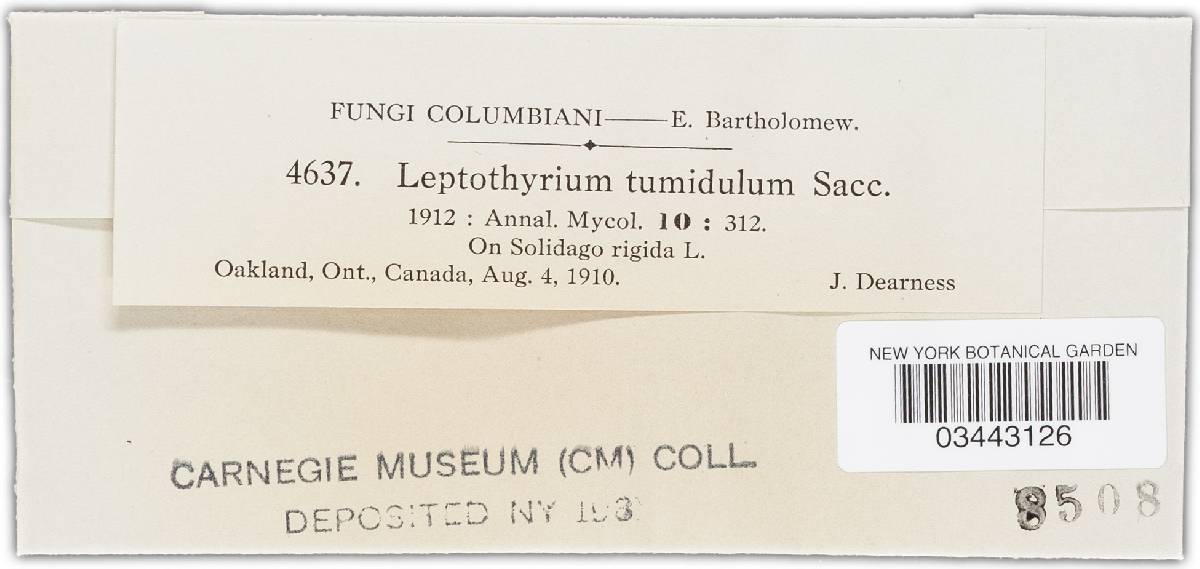 FUNGI COLUMBIANI——E. Bartholomew.
4637. Leptothyrium tumidulum Sacc.
1912 : Annal. Mycol. 10 : 312.
On Solidago rigida L.
Oakland, Ont., Canada, Aug. 4, 1910. J. Dearness
NEW YORK BOTANICAL GARDEN
03443126
CARNEGIE MUSEUM (CM) COLL.
DEPOSITED NY
8508